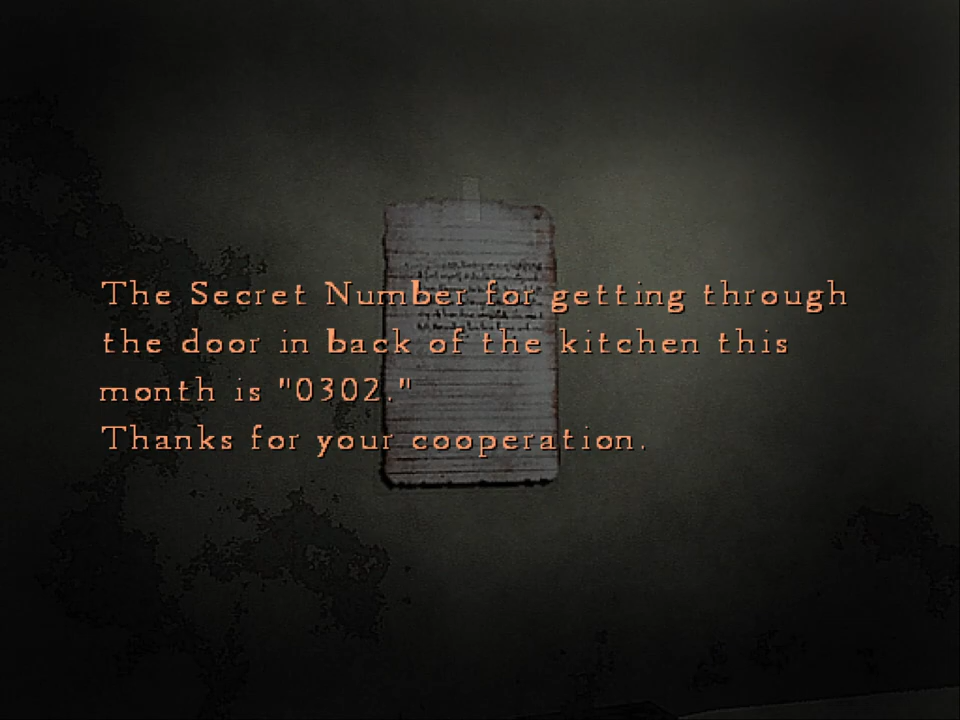 The Secret Number for getting through
the door in back of the kitchen this
month is "0302."
Thanks for your cooperation.